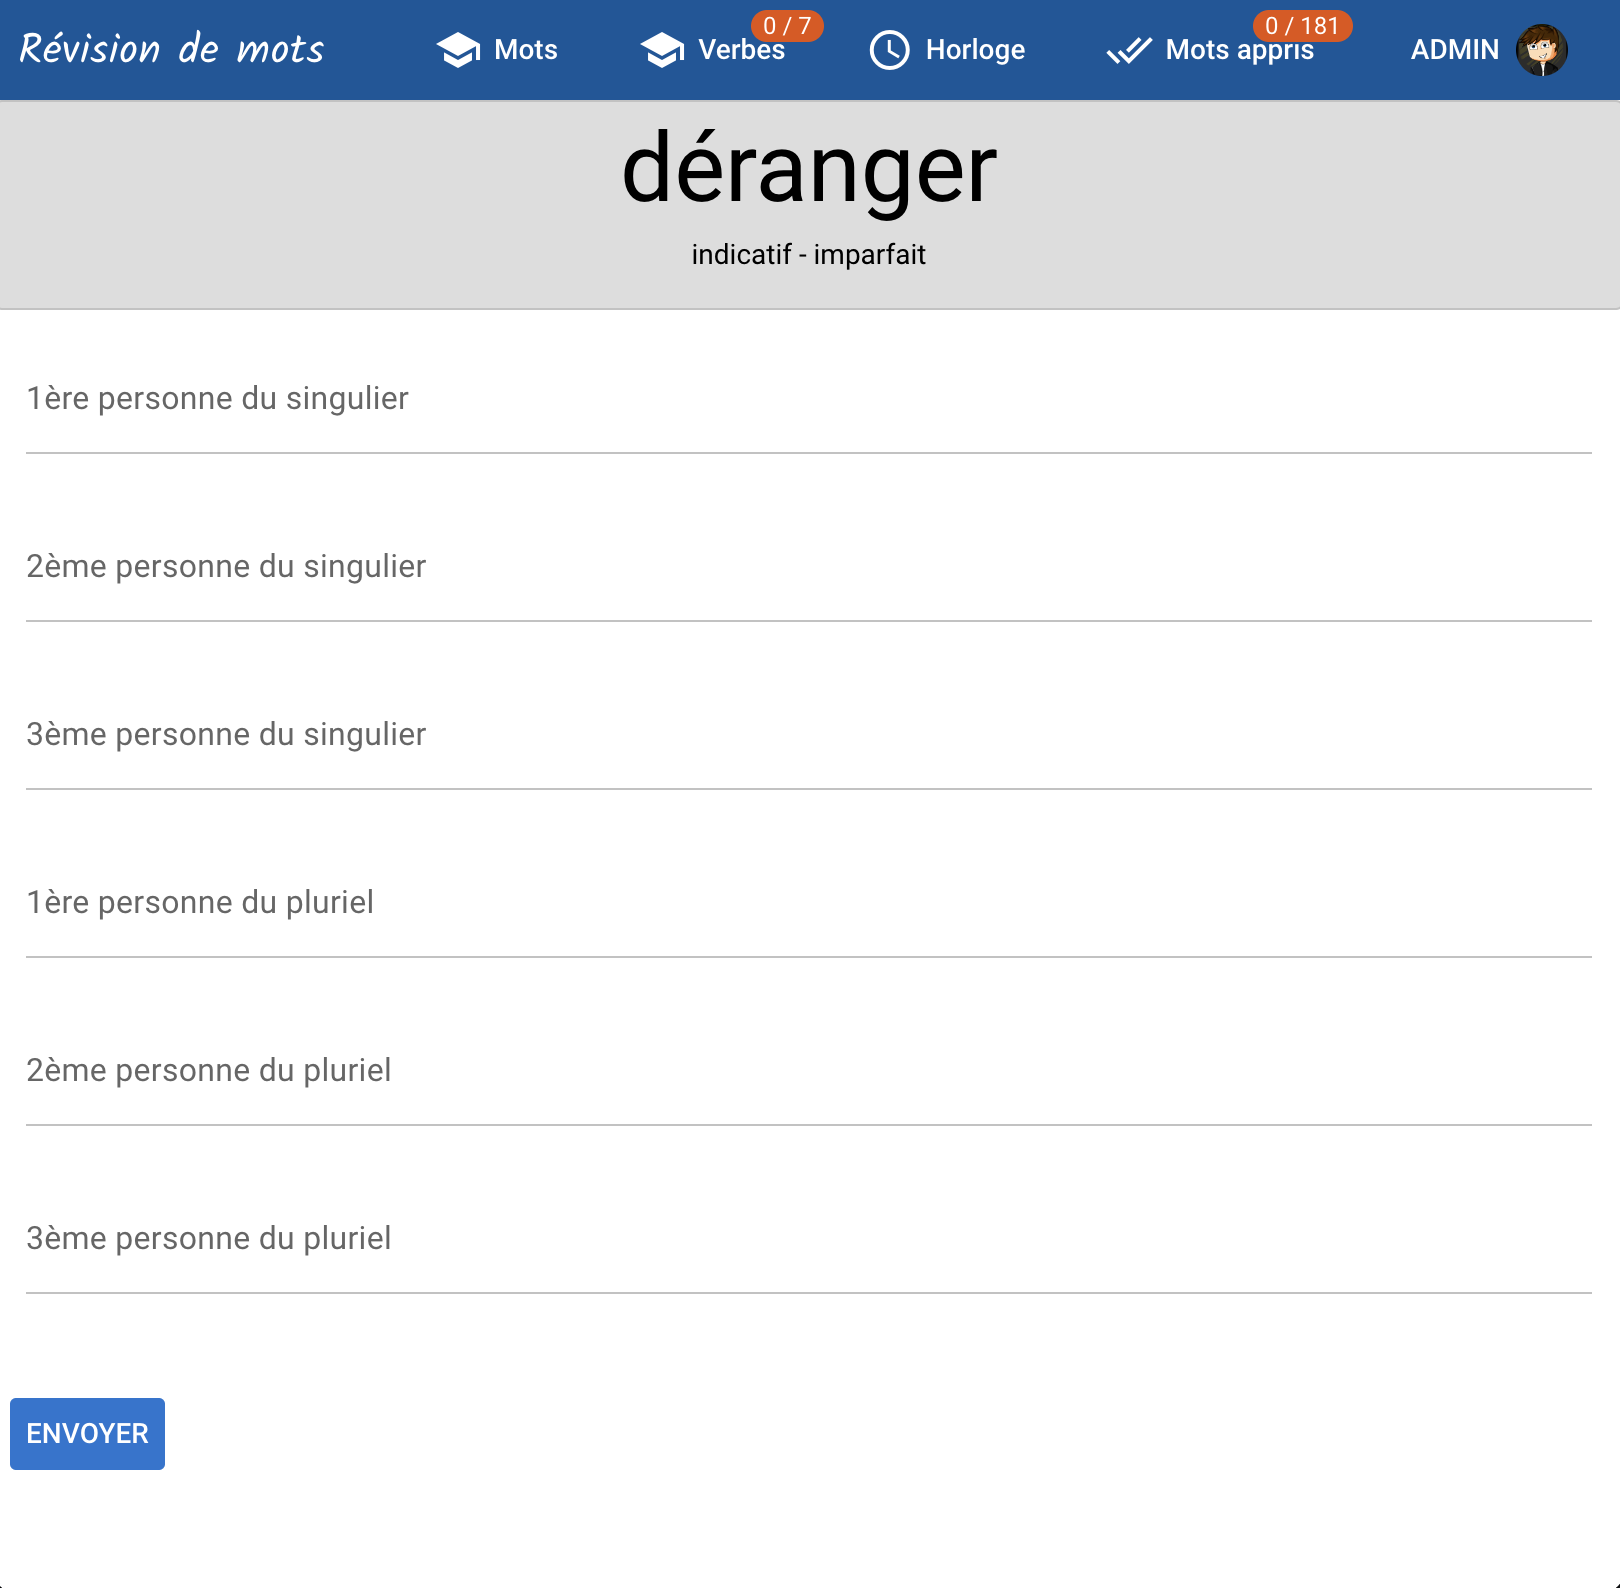 Révision de mots
Mots
Verbes
0 / 7
Horloge
Mots appris
0 / 181
ADMIN
déranger
indicatif - imparfait
1ère personne du singulier
2ème personne du singulier
3ème personne du singulier
1ère personne du pluriel
2ème personne du pluriel
3ème personne du pluriel
ENVOYER